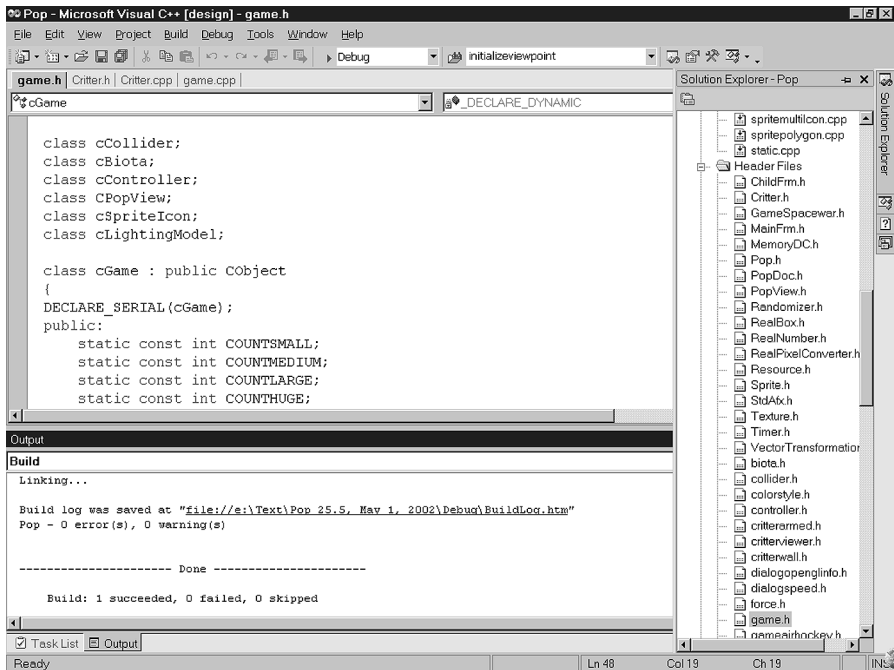 Pop - Microsoft Visual C++ [design] - game.h
File Edit View Project Build Debug Tools Window Help
Debug initializeviewpoint
game.h Critter.h Critter.cpp game.cpp
cGame _DECLARE_DYNAMIC
class cCollider;
class cBiota;
class cController;
class CPopView;
class cSpriteIcon;
class cLightingModel;
class cGame : public CObject
{
DECLARE_SERIAL(cGame);
public:
static const int COUNTSMALL;
static const int COUNTMEDIUM;
static const int COUNTLARGE;
static const int COUNTHUGE;
Output
Build
Linking...
Build log was saved at "file://e:\Text\Pop 25.5, May 1, 2002\Debug\BuildLog.htm"
Pop - 0 error(s), 0 warning(s)
---------------------- Done ----------------------
Build: 1 succeeded, 0 failed, 0 skipped
Task List Output
Solution Explorer - Pop
spritemultiIcon.cpp
spritepolygon.cpp
static.cpp
Header Files
ChildFrm.h
Critter.h
GameSpacewar.h
MainFrm.h
MemoryDC.h
Pop.h
PopDoc.h
PopView.h
Randomizer.h
RealBox.h
RealNumber.h
RealPixelConverter.h
Resource.h
Sprite.h
StdAfx.h
Texture.h
Timer.h
VectorTransformation
biota.h
collider.h
colorstyle.h
controller.h
critterarmed.h
critterviewer.h
critterwall.h
dialogopenglinfo.h
dialogspeed.h
force.h
game.h
gameairhockey.h
Solution Explorer
Ready Ln 48 Col 19 Ch 19 INS